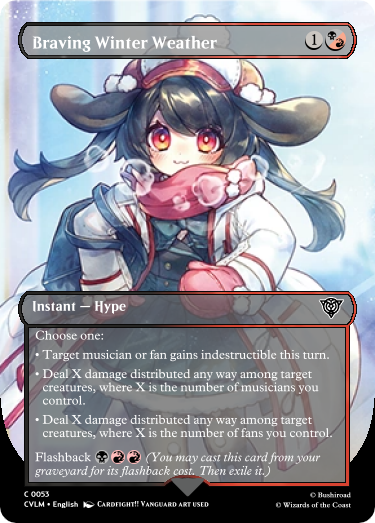 Braving Winter Weather 1
Instant — Hype
Choose one:
• Target musician or fan gains indestructible this turn.
• Deal X damage distributed any way among target
creatures, where X is the number of musicians you
control.
• Deal X damage distributed any way among target
creatures, where X is the number of fans you control.
Flashback (You may cast this card from your
graveyard for its flashback cost. Then exile it.)
C 0053
CVLM • English CARDFIGHT!! VANGUARD ART USED
© Bushiroad
© Wizards of the Coast